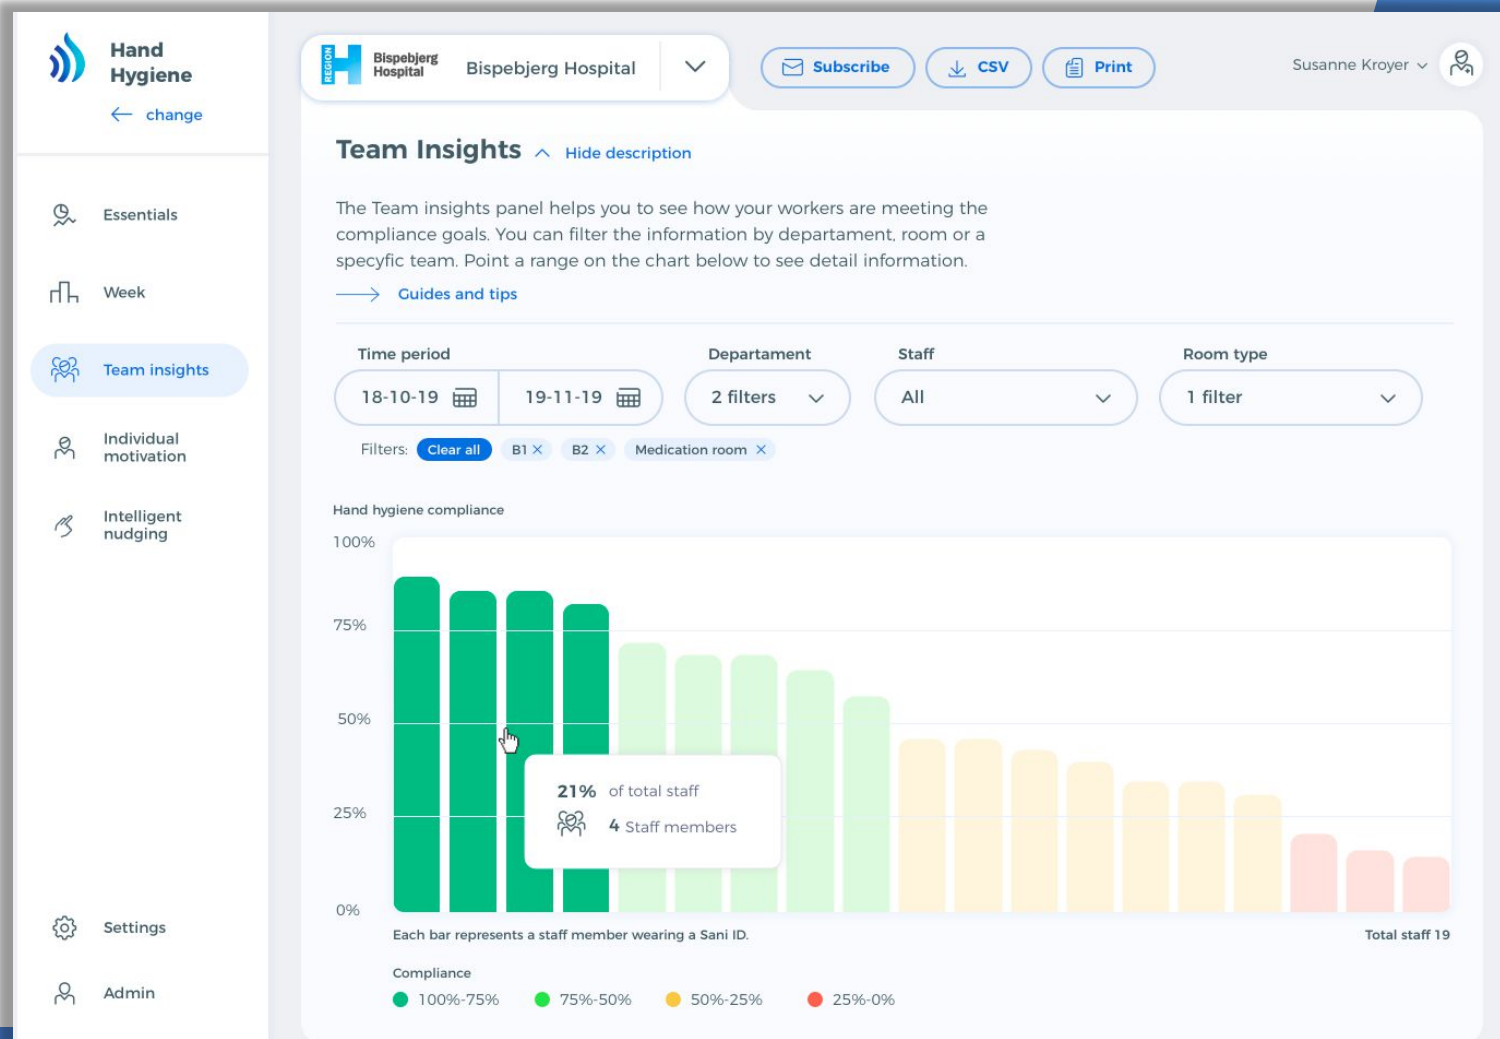 Hand
Hygiene
change
Essentials
Week
Team insights
Individual
motivation
Intelligent
nudging
Settings
Admin
REGION
H
Bispebjerg
Hospital
Bispebjerg Hospital
Subscribe
CSV
Print
Susanne Kroyer
Team Insights
Hide description
The Team insights panel helps you to see how your workers are meeting the
compliance goals. You can filter the information by departament, room or a
specyfic team. Point a range on the chart below to see detail information.
Guides and tips
Time period
Departament
Staff
Room type
18-10-19
19-11-19
2 filters
All
1 filter
Filters: Clear all B1 B2 Medication room
Hand hygiene compliance
100%
75%
50%
25%
0%
21% of total staff
4 Staff members
Each bar represents a staff member wearing a Sani ID.
Total staff 19
Compliance
100%-75% 75%-50% 50%-25% 25%-0%